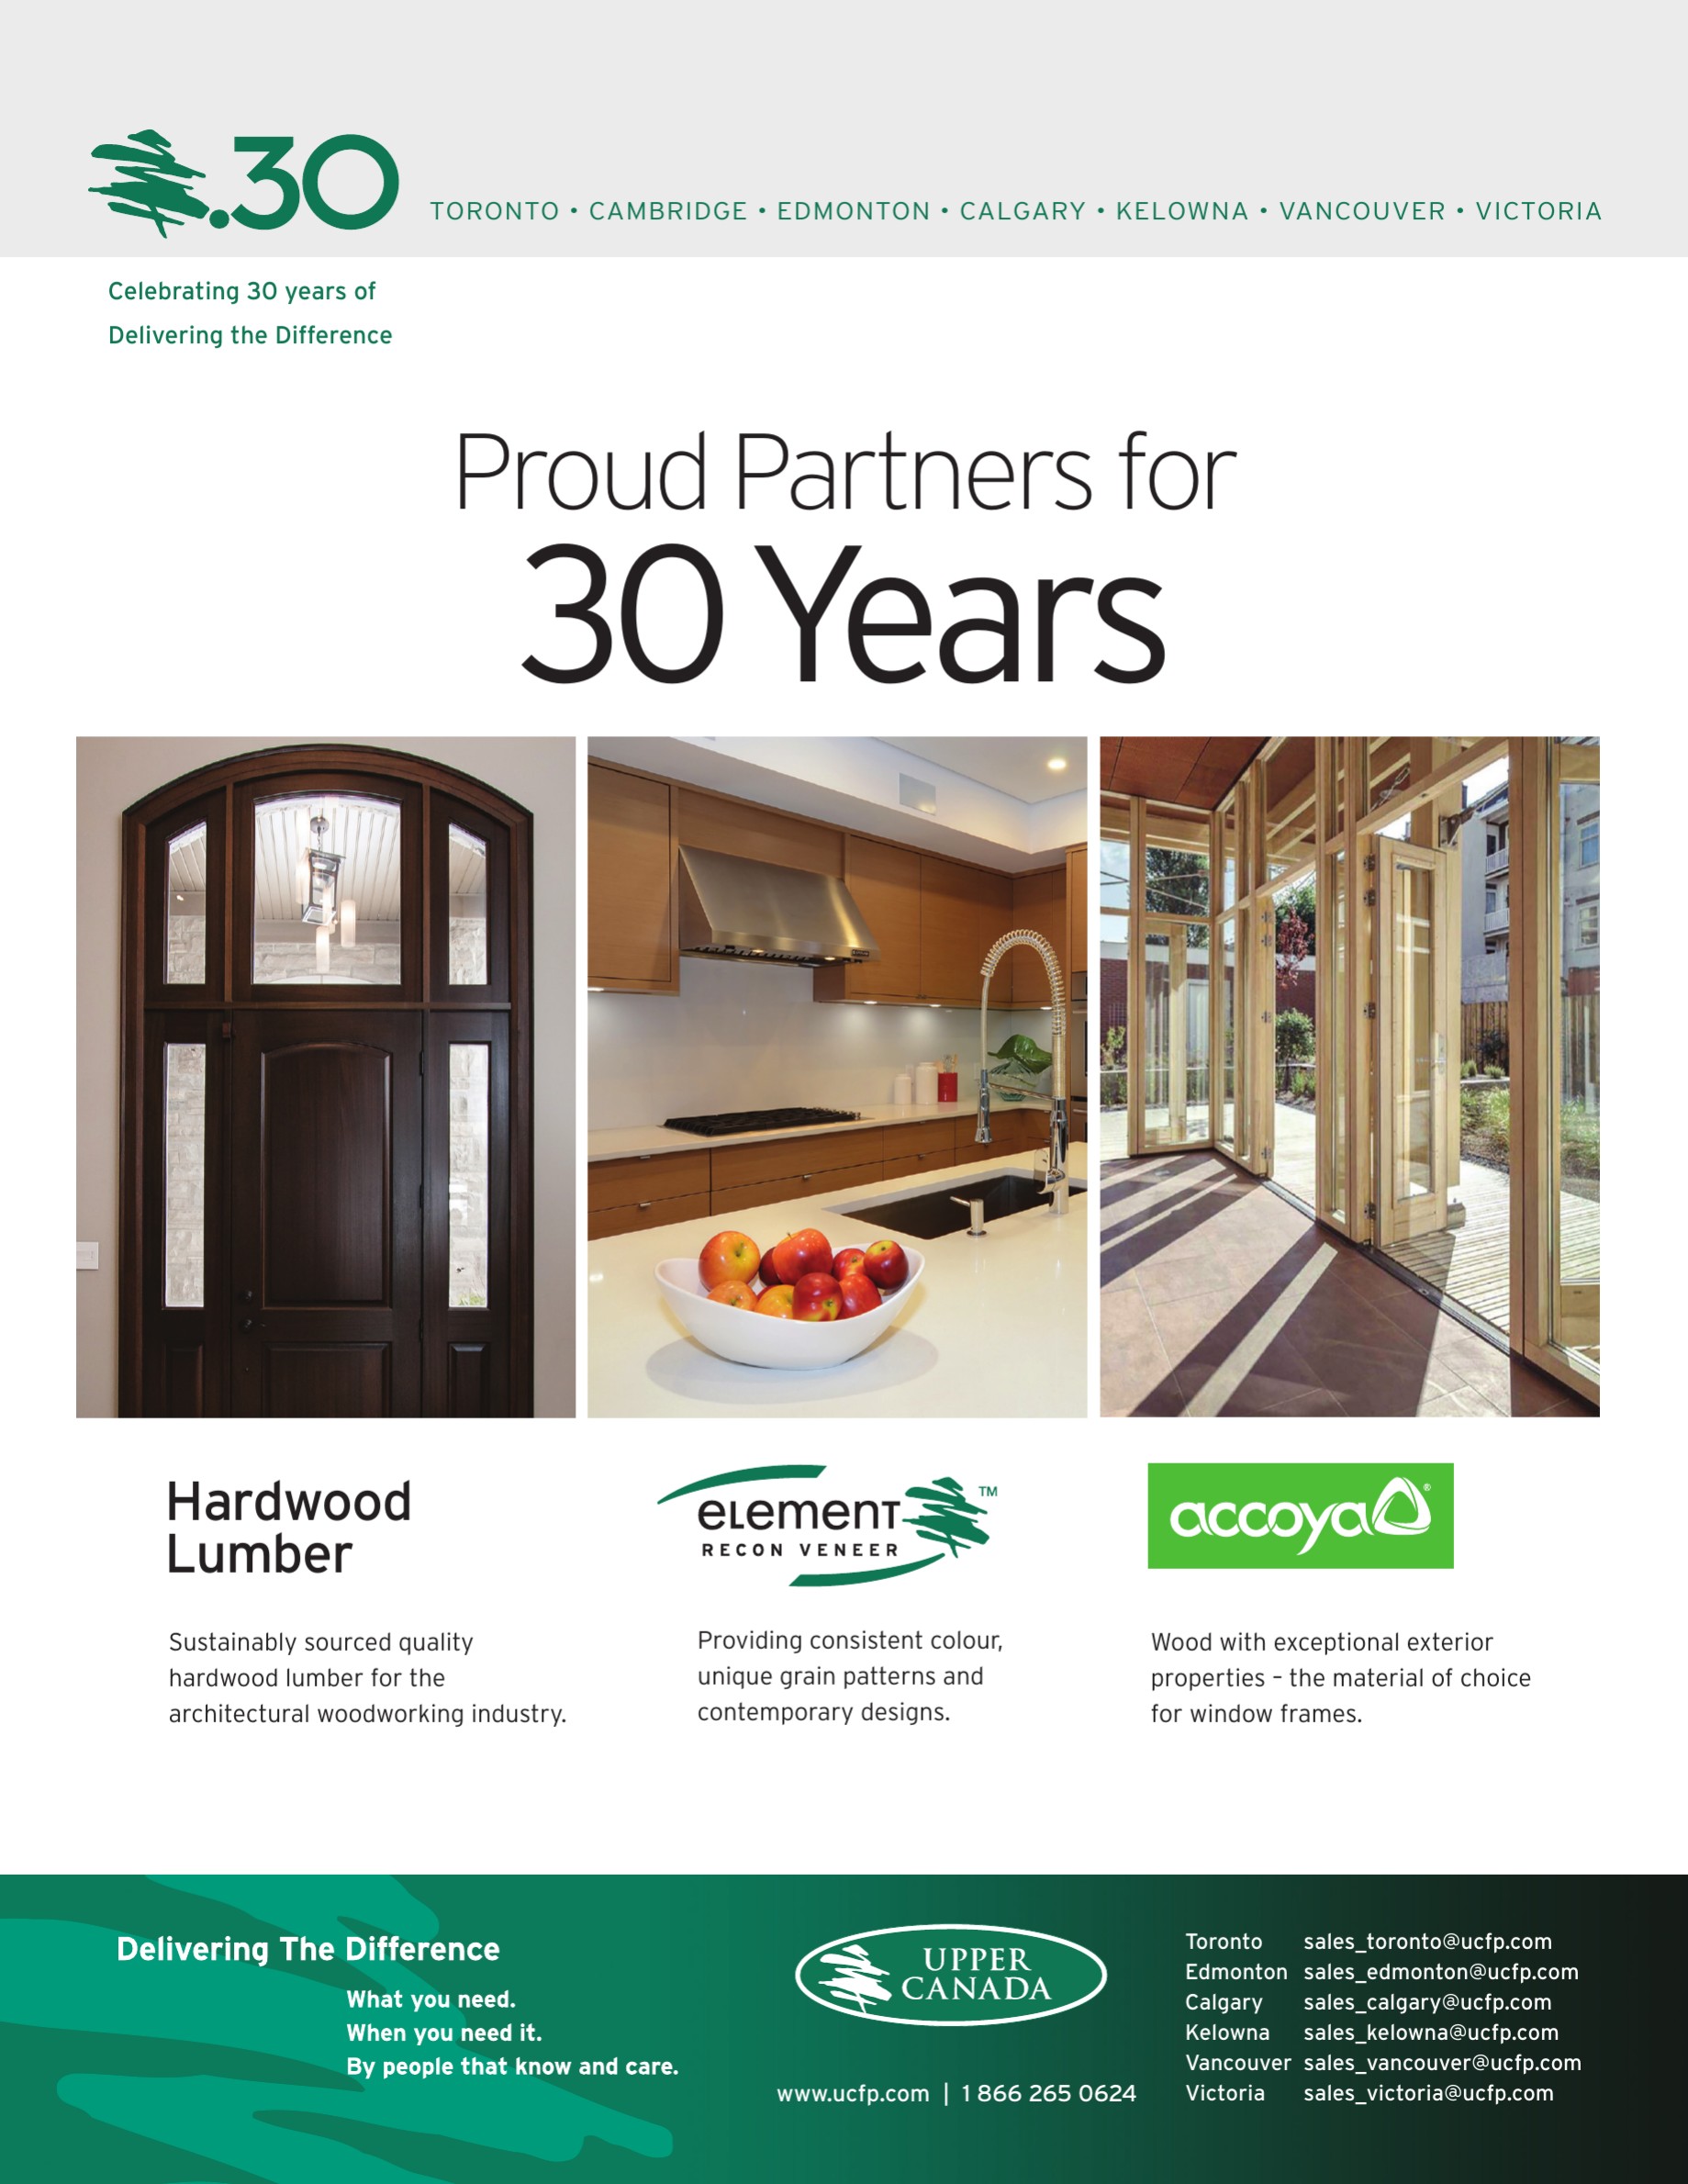 .30
TORONTO • CAMBRIDGE • EDMONTON • CALGARY • KELOWNA • VANCOUVER • VICTORIA
Celebrating 30 years of
Delivering the Difference
Proud Partners for
30 Years
Hardwood
Lumber
Sustainably sourced quality
hardwood lumber for the
architectural woodworking industry.
element ™
RECON VENEER
Providing consistent colour,
unique grain patterns and
contemporary designs.
accoya®
Wood with exceptional exterior
properties – the material of choice
for window frames.
Delivering The Difference
What you need.
When you need it.
By people that know and care.
UPPER
CANADA
www.ucfp.com | 1 866 265 0624
Toronto sales_toronto@ucfp.com
Edmonton sales_edmonton@ucfp.com
Calgary sales_calgary@ucfp.com
Kelowna sales_kelowna@ucfp.com
Vancouver sales_vancouver@ucfp.com
Victoria sales_victoria@ucfp.com